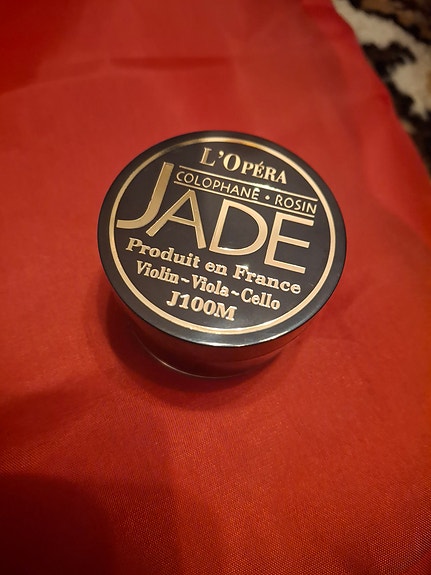 L'OPÉRA
COLOPHANE • ROSIN
JADE
Produit en France
Violin~Viola~Cello
J100M